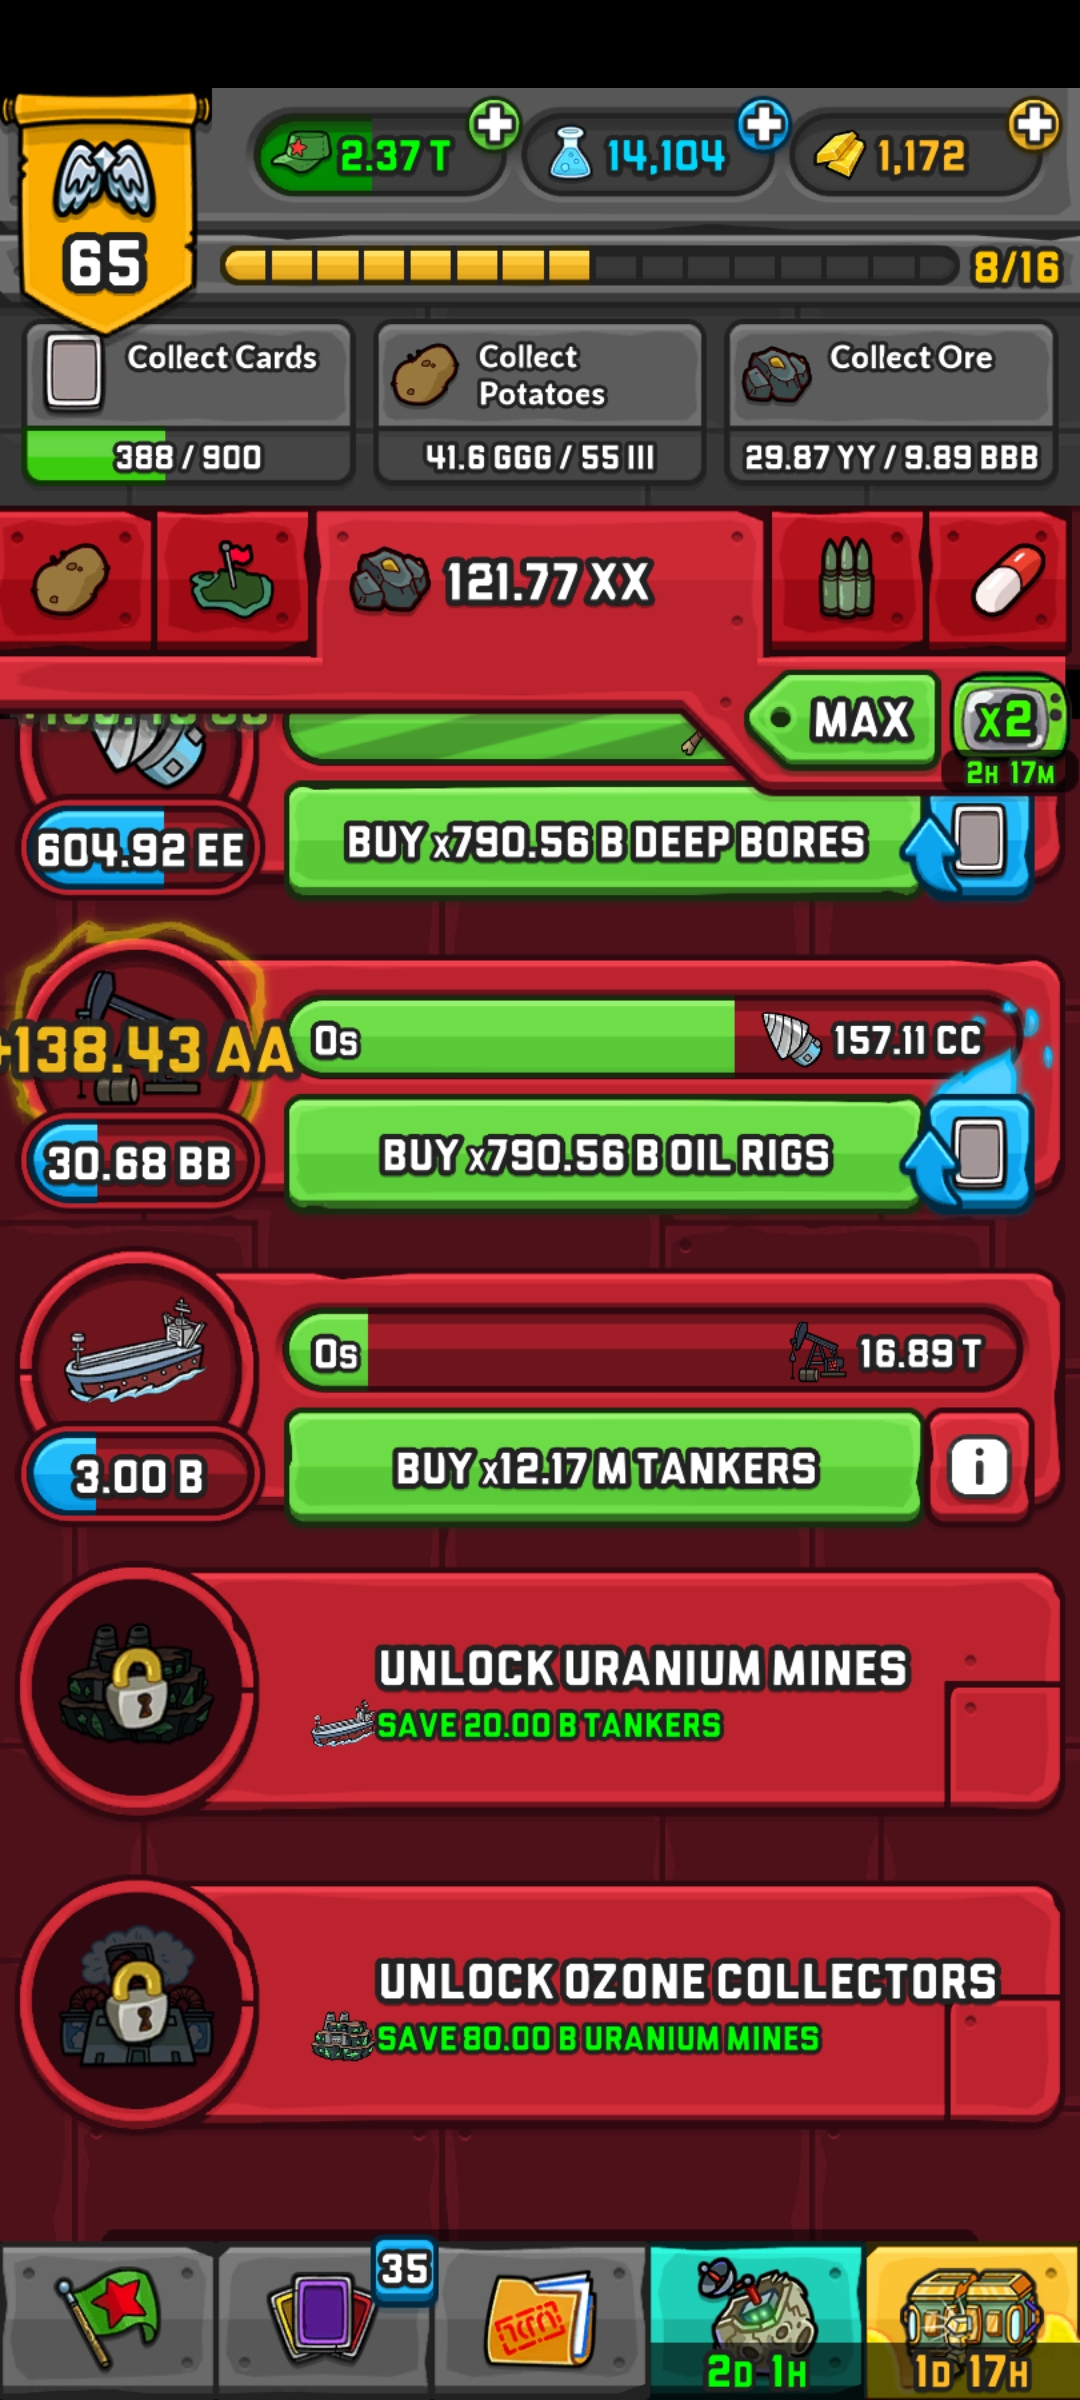 2.37 T
14,104
1,172
65
8/16
Collect Cards
388 / 900
Collect
Potatoes
41.6 GGG / 55 III
Collect Ore
29.87 YY / 9.89 BBB
121.77 XX
MAX
X2
2H 17M
604.92 EE
BUY x790.56 B DEEP BORES
+138.43 AA
0s
157.11 CC
30.68 BB
BUY x790.56 B OIL RIGS
0s
16.89 T
3.00 B
BUY x12.17 M TANKERS
i
UNLOCK URANIUM MINES
SAVE 20.00 B TANKERS
UNLOCK OZONE COLLECTORS
SAVE 80.00 B URANIUM MINES
35
2D 1H
1D 17H